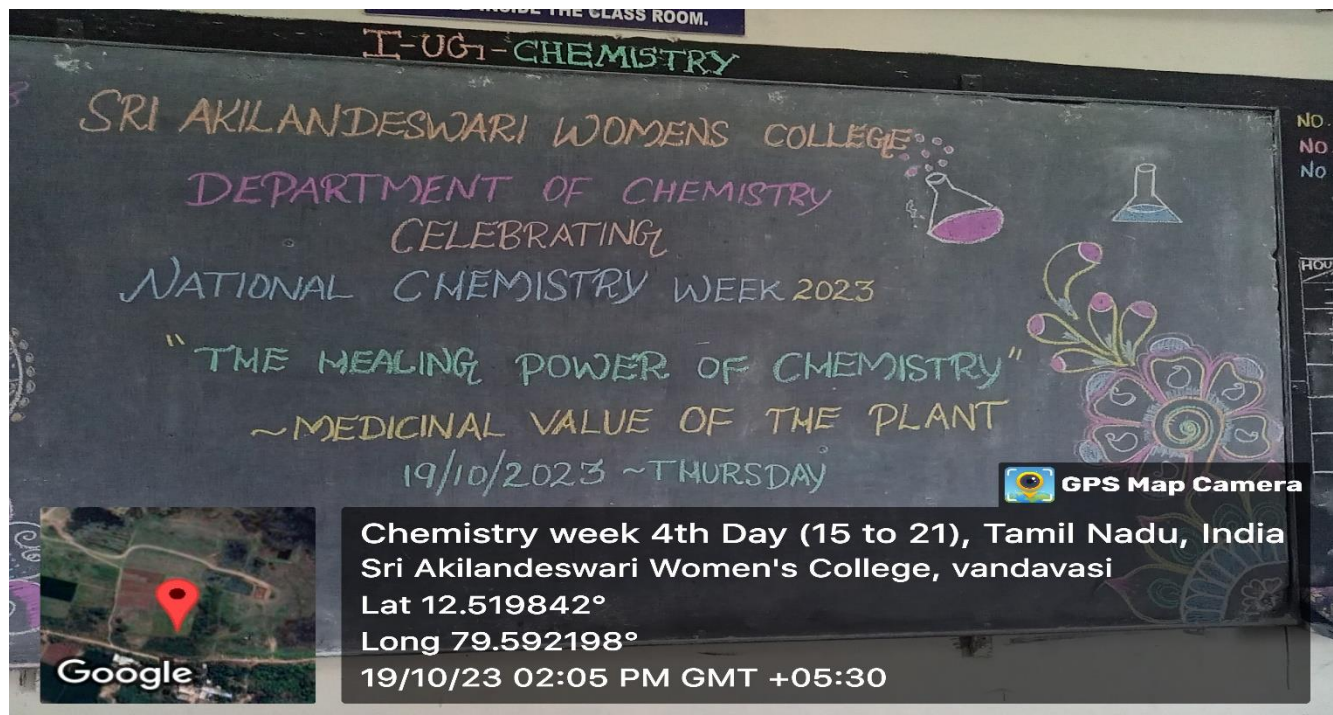 INSIDE THE CLASS ROOM.
I-UG-CHEMISTRY
SRI AKILANDESWARI WOMENS COLLEGE
DEPARTMENT OF CHEMISTRY
CELEBRATING
NATIONAL CHEMISTRY WEEK 2023
"THE HEALING POWER OF CHEMISTRY"
~MEDICINAL VALUE OF THE PLANT
19/10/2023 ~THURSDAY
NO.
NO
NO
HOU
GPS Map Camera
Chemistry week 4th Day (15 to 21), Tamil Nadu, India
Sri Akilandeswari Women's College, vandavasi
Lat 12.519842°
Long 79.592198°
19/10/23 02:05 PM GMT +05:30
Google